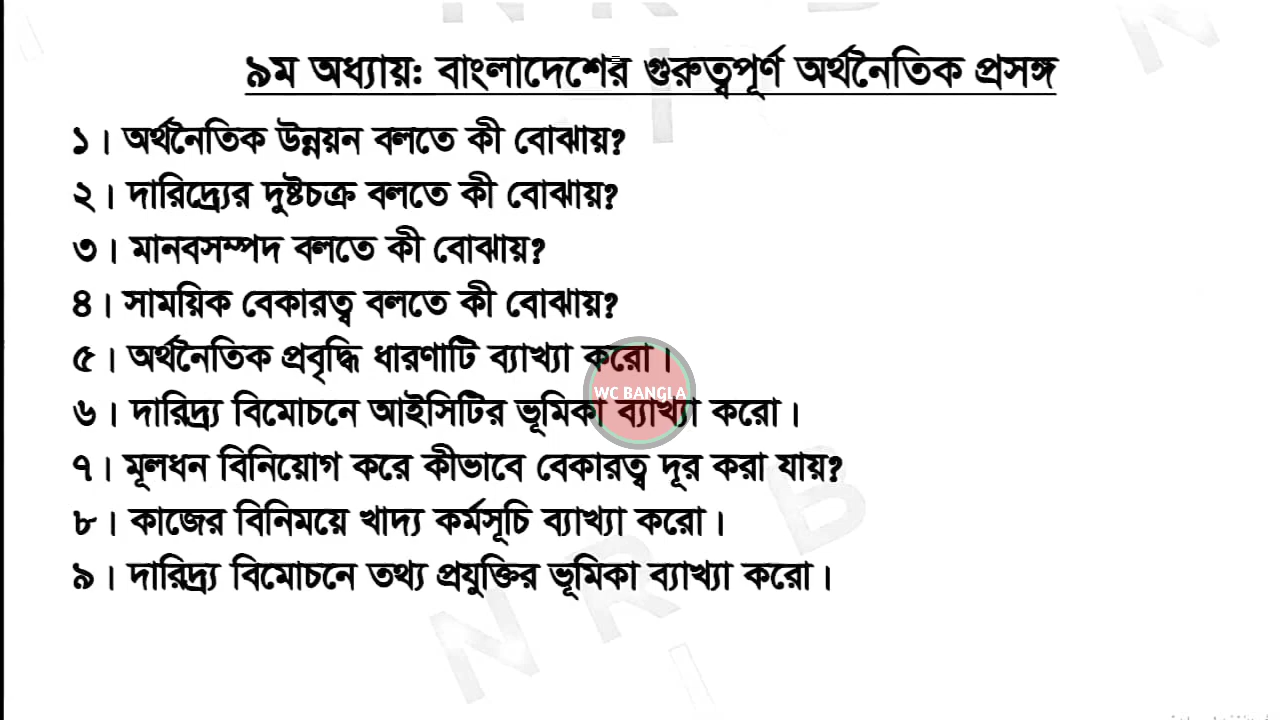 ৯ম অধ্যায়: বাংলাদেশের গুরুত্বপূর্ণ অর্থনৈতিক প্রসঙ্গ
১। অর্থনৈতিক উন্নয়ন বলতে কী বোঝায়?
২। দারিদ্র্যের দুষ্টচক্র বলতে কী বোঝায়?
৩। মানবসম্পদ বলতে কী বোঝায়?
৪। সাময়িক বেকারত্ব বলতে কী বোঝায়?
৫। অর্থনৈতিক প্রবৃদ্ধি ধারণাটি ব্যাখ্যা করো।
WC BANGLA
৬। দারিদ্র্য বিমোচনে আইসিটির ভূমিকা ব্যাখ্যা করো।
৭। মূলধন বিনিয়োগ করে কীভাবে বেকারত্ব দূর করা যায়?
৮। কাজের বিনিময়ে খাদ্য কর্মসূচি ব্যাখ্যা করো।
৯। দারিদ্র্য বিমোচনে তথ্য প্রযুক্তির ভূমিকা ব্যাখ্যা করো।
N R B